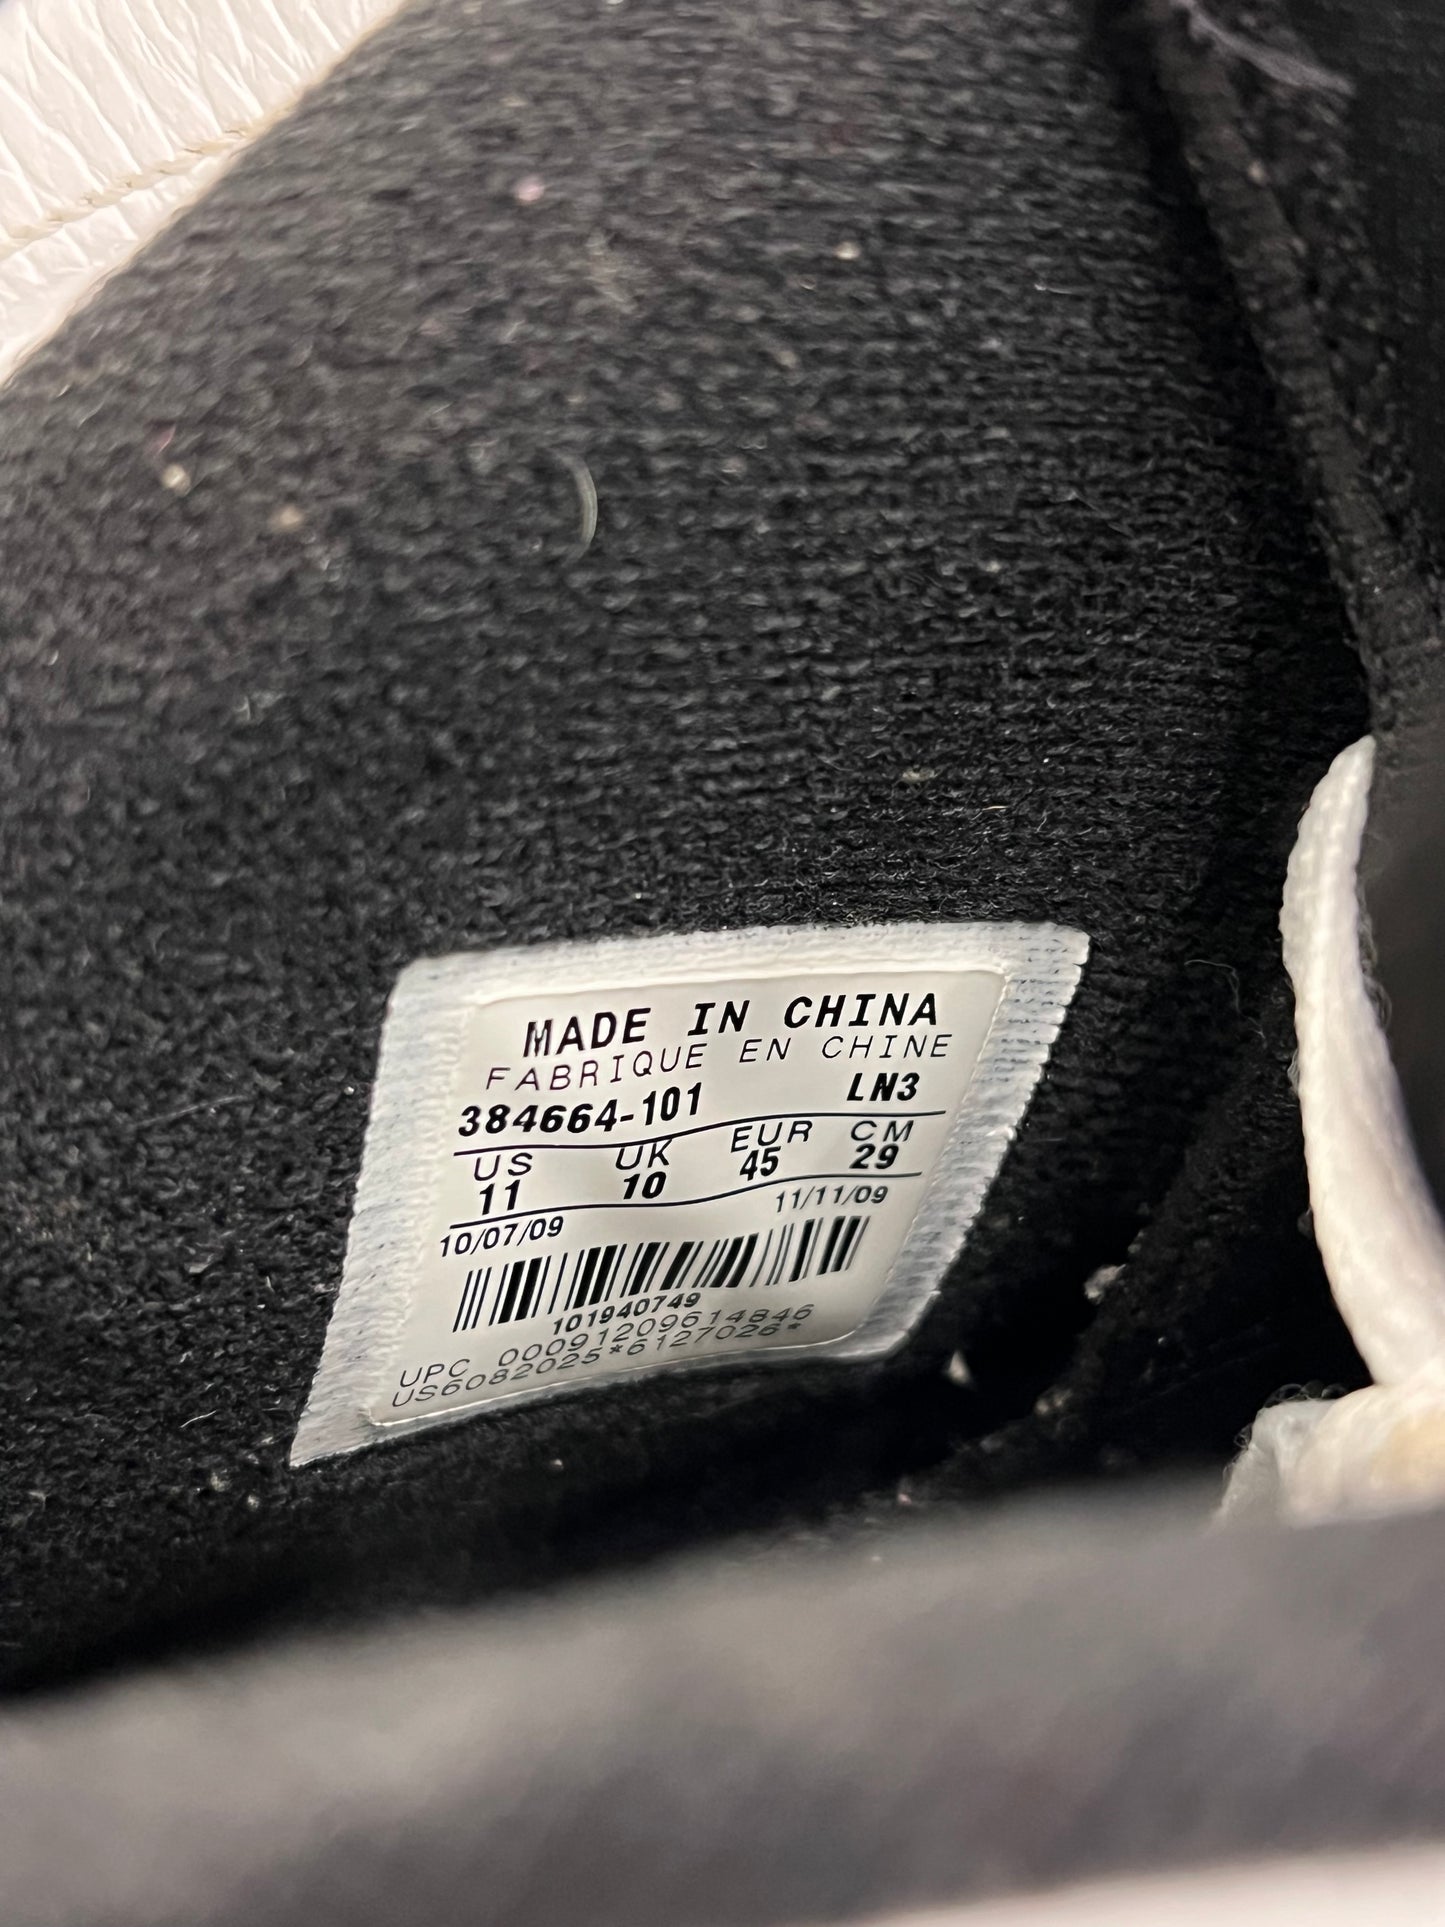 MADE IN CHINA
FABRIQUE EN CHINE
384664-101 LN3
US UK EUR CM
11 10 45 29
10/07/09 11/11/09
101940749
UPC 00091209614846
US6082025*6127026*